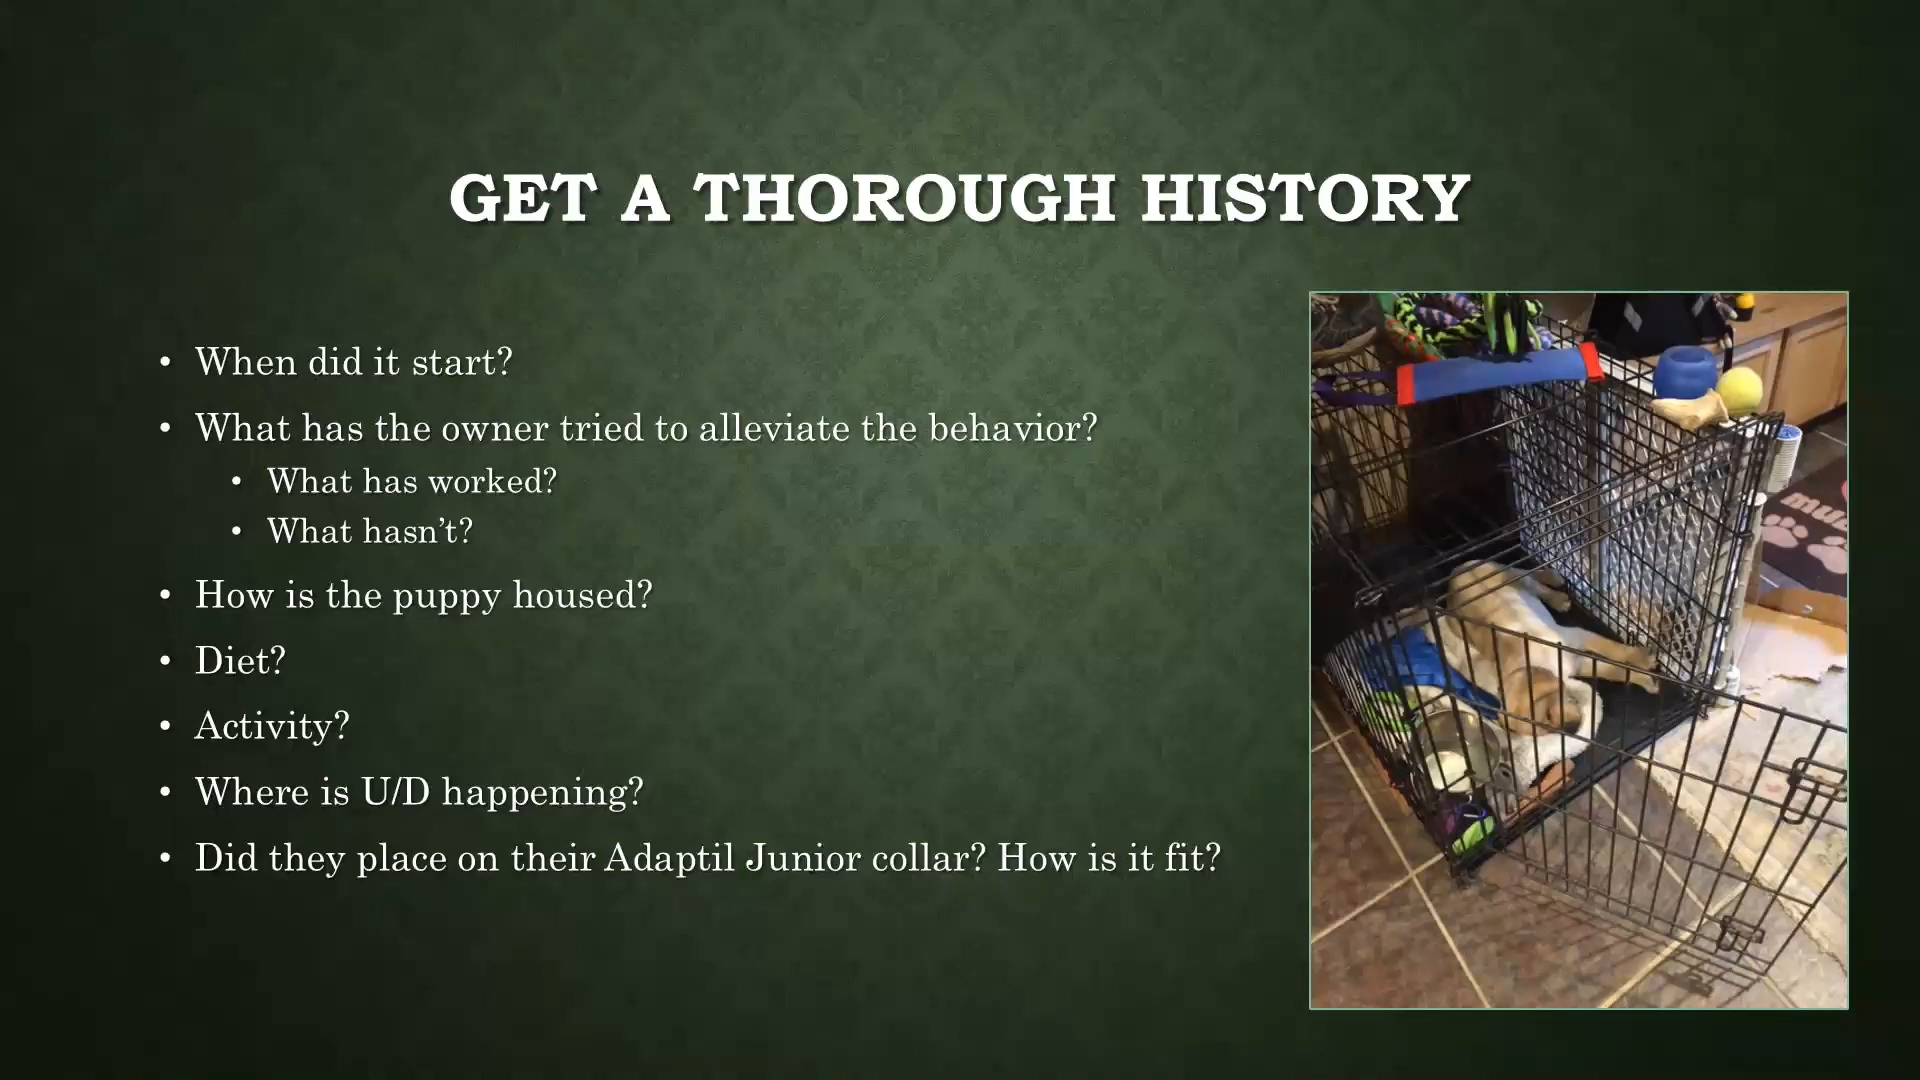 GET A THOROUGH HISTORY
• When did it start?
• What has the owner tried to alleviate the behavior?
• What has worked?
• What hasn’t?
• How is the puppy housed?
• Diet?
• Activity?
• Where is U/D happening?
• Did they place on their Adaptil Junior collar? How is it fit?